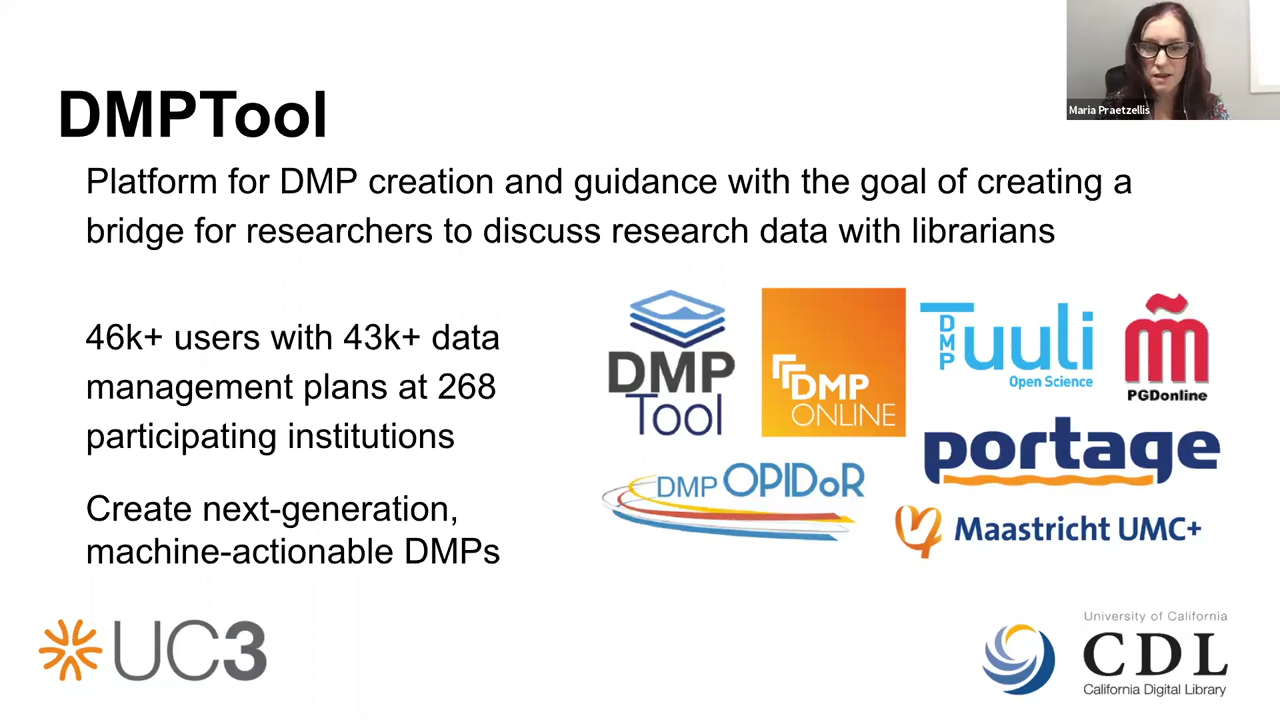 Maria Praetzellis
DMPTool
Platform for DMP creation and guidance with the goal of creating a
bridge for researchers to discuss research data with librarians
46k+ users with 43k+ data
management plans at 268
participating institutions
Create next-generation,
machine-actionable DMPs
DMP
Tool
DMP
ONLINE
DMP Tuuli
Open Science
m̃
PGDonline
portage
DMP OPIDoR
Maastricht UMC+
UC3
University of California
CDL
California Digital Library